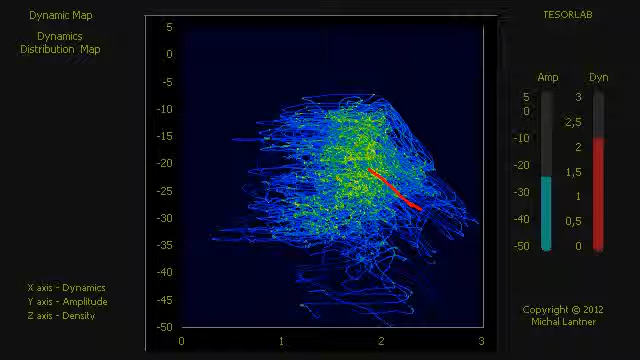 Dynamic Map
TESORLAB
Dynamics
Distribution Map
5
0
-5
-10
-15
-20
-25
-30
-35
-40
-45
-50
0
1
2
3
Amp
Dyn
5
0
-10
-20
-30
-40
-50
3
2,5
2
1,5
1
0,5
0
X axis - Dynamics
Y axis - Amplitude
Z axis - Density
Copyright © 2012
Michal Lantner